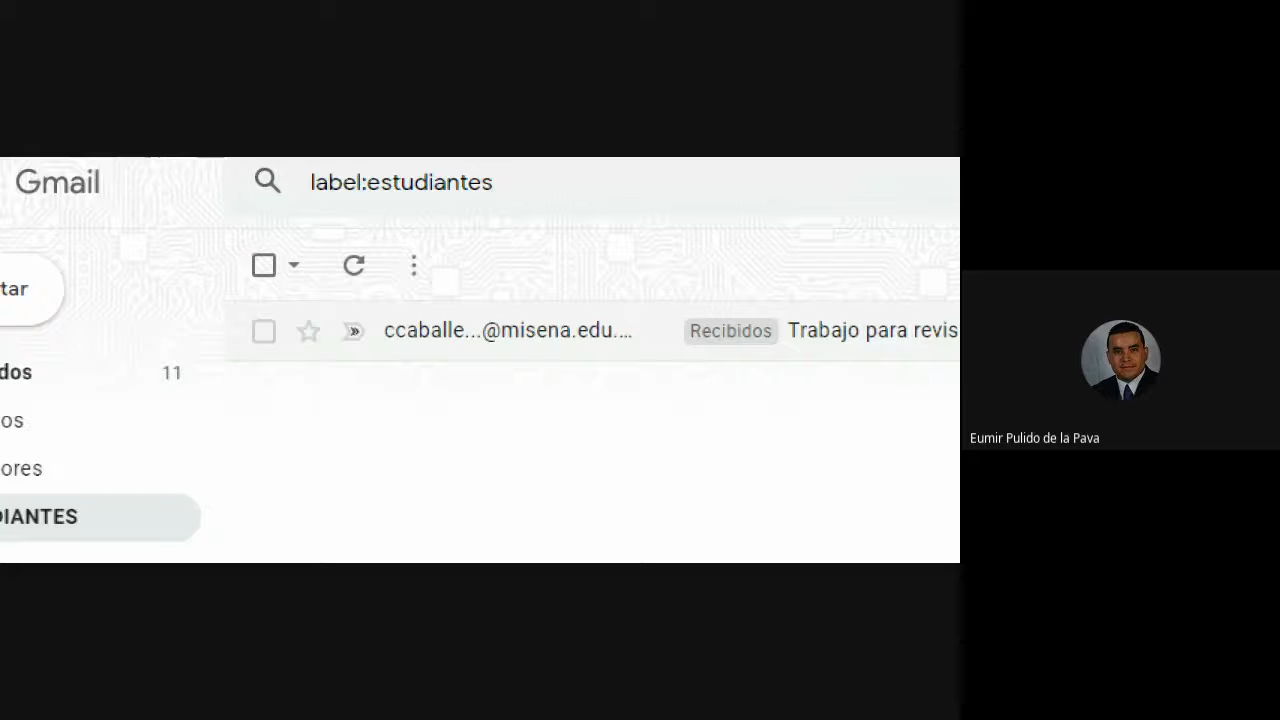 Gmail
label:estudiantes
tar
ccaballe...@misena.edu.... Recibidos Trabajo para revis
dos 11
os
ores
DIANTES
Eumir Pulido de la Pava